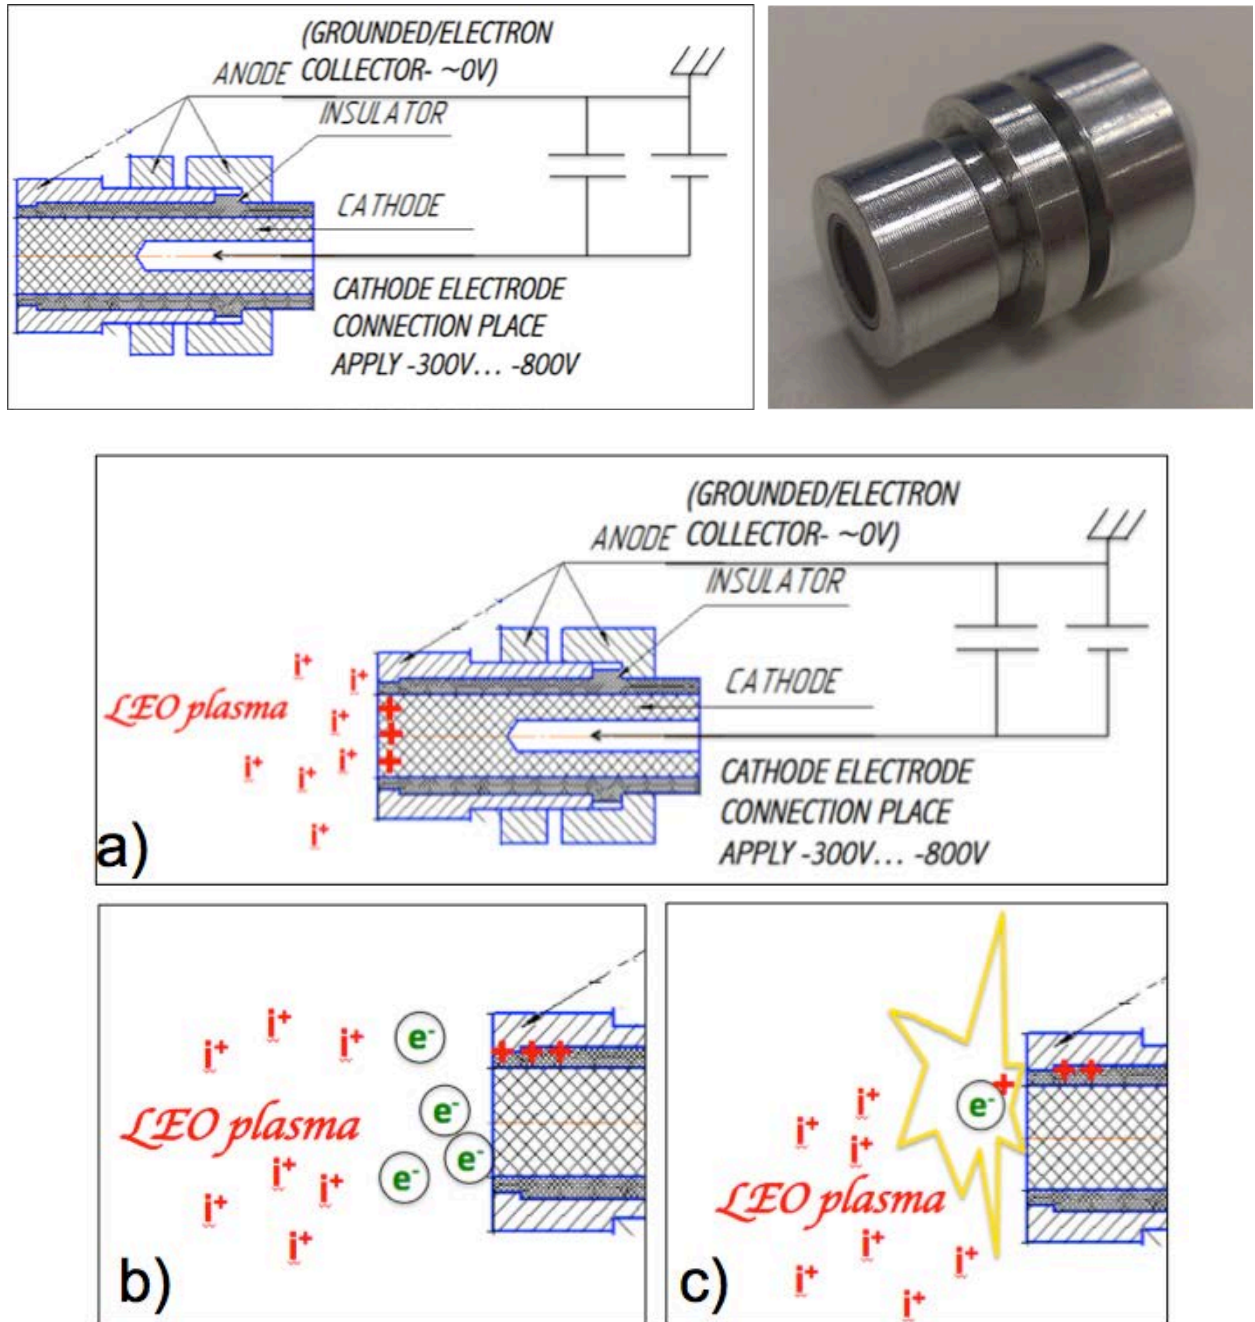 (GROUNDED/ELECTRON
ANODE COLLECTOR- ~0V)
INSULATOR
CATHODE
CATHODE ELECTRODE
CONNECTION PLACE
APPLY -300V... -800V
(GROUNDED/ELECTRON
ANODE COLLECTOR- ~0V)
INSULATOR
i⁺
i⁺
LEO plasma
i⁺
CATHODE
+
+
+
i⁺
i⁺
i⁺
i⁺
CATHODE ELECTRODE
CONNECTION PLACE
APPLY -300V... -800V
a)
i⁺
i⁺
i⁺
e⁻
+ + +
LEO plasma
e⁻
e⁻
e⁻
i⁺
i⁺
i⁺
i⁺
b)
+ +
+
e⁻
i⁺
i⁺
i⁺
LEO plasma
i⁺
i⁺
i⁺
i⁺
c)